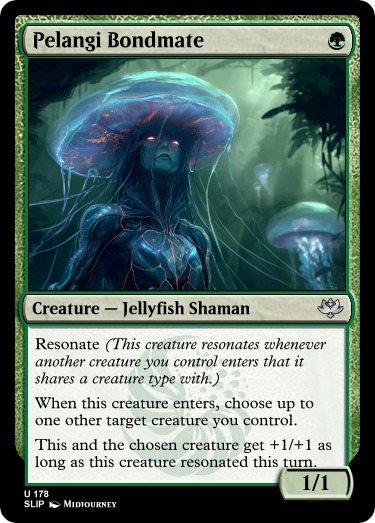 Pelangi Bondmate
Creature — Jellyfish Shaman
Resonate (This creature resonates whenever
another creature you control enters that it
shares a creature type with.)
When this creature enters, choose up to
one other target creature you control.
This and the chosen creature get +1/+1 as
long as this creature resonated this turn.
1/1
U 178
SLIP Midjourney